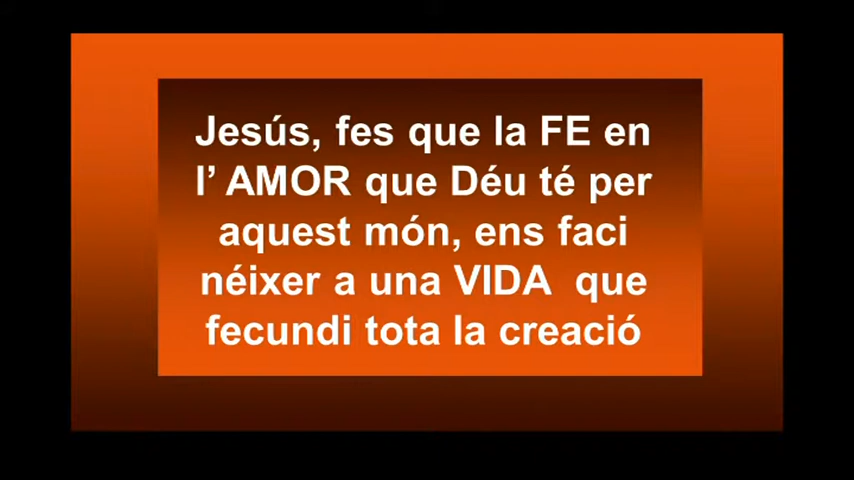 Jesús, fes que la FE en
l’ AMOR que Déu té per
aquest món, ens faci
néixer a una VIDA  que
fecundi tota la creació